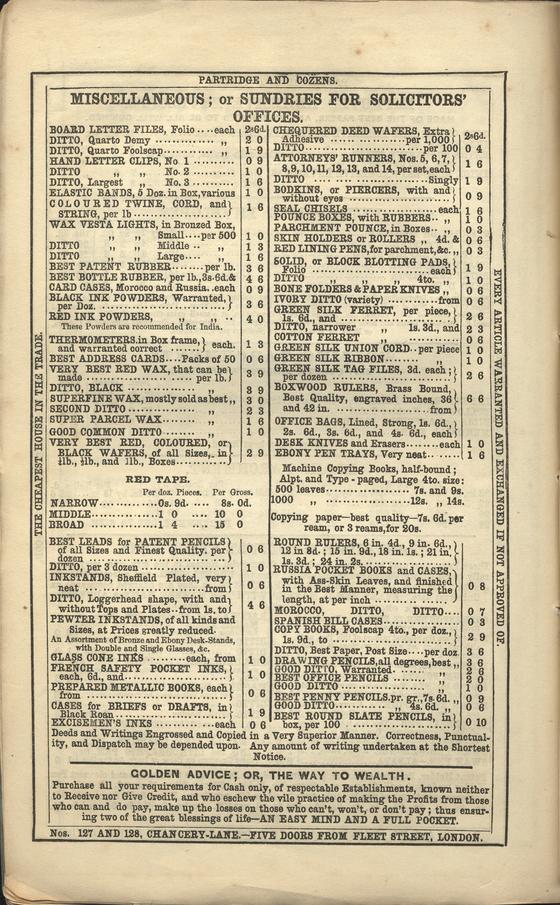 PARTRIDGE AND COZENS.
MISCELLANEOUS; or SUNDRIES FOR SOLICITORS'
OFFICES.
BOARD LETTER FILES, Folio....each 2s6d.
DITTO, Quarto Demy ............ „ 2 0
DITTO, Quarto Foolscap......... „ 1 9
HAND LETTER CLIPS, No. 1 ...... 0 9
DITTO „ „ No. 2 ------- 1 0
DITTO, Largest „ No. 3 ------- 1 6
ELASTIC BANDS, 5 Doz. in Box, various 1 0
COLOURED TWINE, CORD, and
STRING, per lb .................. 1 6
WAX VESTA LIGHTS, in Bronzed Box,
„ „ Small....per 500 1 0
DITTO „ „ Middle .. „ 1 3
DITTO „ „ Large.... „ 1 6
BEST PATENT RUBBER........per lb. 3 6
BEST BOTTLE RUBBER, per lb., 3s. 6d. & 4 6
CARD CASES, Morocco and Russia..each 0 9
BLACK INK POWDERS, Warranted,
per Doz. ........................ 3 6
RED INK POWDERS, „ „ .. 4 0
These Powders are recommended for India.
THERMOMETERS, in Box frame,
and warranted correct ...... each. 1 3
BEST ADDRESS CARDS....Packs of 50 0 6
VERY BEST RED WAX, that can be
made .................... per lb. 3 9
DITTO, BLACK .................... 3 9
SUPERFINE WAX, mostly sold as best „ 3 0
SECOND DITTO .................. „ 2 3
SUPER PARCEL WAX........ „ 1 6
GOOD COMMON DITTO ...... „ 1 0
VERY BEST RED, COLOURED, or
BLACK WAFERS, of all Sizes, in
¼lb., ½lb., and 1lb., Boxes........ 2 9
RED TAPE.
Per doz. Pieces. Per Gross.
NARROW..........0s. 9d. .... 8s. 0d.
MIDDLE..........1 0 .... 10 0
BROAD ..........1 4 .... 15 0
BEST LEADS for PATENT PENCILS
of all Sizes and Finest Quality. per
dozen .......................... 0 6
DITTO, per 3 dozen .............. 1 0
INKSTANDS, Sheffield Plated, very
neat ........................from 0 6
DITTO, Loggerhead shape, with and
without Tops and Plates--from 1s. to 4 6
PEWTER INKSTANDS, of all kinds and
Sizes, at Prices greatly reduced.
An Assortment of Bronze and Ebony Desk-Stands,
with Double and Single Glasses, &c.
GLASS CONE INKS ........each, from 1 0
FRENCH SAFETY POCKET INKS,
each, 6d., and.................. 1 0
PREPARED METALLIC BOOKS, each
from ............................ 0 6
CASES for BRIEFS or DRAFTS, in
Black Roan ...................... 1 9
EXCISEMEN'S INKS ............each 0 6
CHEQUERED DEED WAFERS, Extra
Adhesive .............. per 1,000 2s6d.
DITTO ...................... per 100 0 4
ATTORNEYS' RUNNERS, Nos. 5, 6, 7,
8, 9, 10, 11, 12, 13, and 14, per set, each 1 6
DITTO ......................Singly 1 9
BODKINS, or PIERCERS, with and
without eyes .................... 0 9
SEAL CHISELS ..................each 1 6
POUNCE BOXES, with RUBBERS.. „ 1 0
PARCHMENT POUNCE, in Boxes .. „ 0 3
SKIN HOLDERS or ROLLERS „ 4d. & 0 6
RED LINING PENS, for parchment, &c., „ 0 3
SOLID, or BLOCK BLOTTING PADS,
Folio ........................each 1 9
DITTO „ „ „ 4to. „ 1 0
BONE FOLDERS & PAPER KNIVES „ 0 6
IVORY DITTO (variety) ..........from 0 6
GREEN SILK FERRET, per piece,
1s. 6d., and .................... 2 6
DITTO, narrower „ 1s. 3d., and 2 3
COTTON FERRET „ ...... 0 6
GREEN SILK UNION CORD..per piece 1 0
GREEN SILK RIBBON........ „ 1 0
GREEN SILK TAG FILES, 3d. each;
per dozen ........................ 2 6
BOXWOOD RULERS, Brass Bound,
Best Quality, engraved inches, 36
and 42 in. ....................from 6 6
OFFICE BAGS, Lined, Strong, 1s. 6d.,
2s. 6d., 3s. 6d., and 4s. 6d., each
DESK KNIVES and Erasers........each 1 0
EBONY PEN TRAYS, Very neat...... „ 1 6
Machine Copying Books, half-bound;
Alpt. and Type-paged, Large 4to. size:
500 leaves .................... 7s. and 9s.
1000 „ ....................12s. „ 14s.
Copying paper—best quality—7s. 6d. per
ream, or 3 reams, for 20s.
ROUND RULERS, 6 in. 4d., 9 in. 6d.,
12 in 8d.; 15 in. 9d., 18 in. 1s.; 21 in,
1s. 3d.; 24 in. 2s.
RUSSIA POCKET BOOKS and CASES,
with Ass-Skin Leaves, and finished
in the Best Manner, measuring the
length, at per inch .............. 0 8
MOROCCO, DITTO, DITTO.... 0 7
SPANISH BILL CASES.............. 0 3
COPY BOOKS, Foolscap 4to., per doz.,
1s. 9d., to ...................... 2 9
DITTO, Best Paper, Post Size....per doz. 3 6
DRAWING PENCILS, all degrees, best „ 3 6
GOOD DITTO, Warranted ........ „ 2 6
BEST OFFICE PENCILS .......... „ 2 0
GOOD DITTO .................... „ 1 0
BEST PENNY PENCILS. pr. gr., 7s. 6d. „ 0 9
GOOD DITTO.......... „ 4s. 6d. „ 0 6
BEST ROUND SLATE PENCILS, in
box, per 100 .................... 0 10
Deeds and Writings Engrossed and Copied in a Very Superior Manner. Correctness, Punctual-
ity, and Dispatch may be depended upon. Any amount of writing undertaken at the Shortest
Notice.
GOLDEN ADVICE; OR, THE WAY TO WEALTH.
Purchase all your requirements for Cash only, of respectable Establishments, known neither
to Receive nor Give Credit, and who eschew the vile practice of making the Profits from those
who can and do pay, make up the losses on those who can't, won't, or don't pay; thus ensur-
ing two of the great blessings of life—AN EASY MIND AND A FULL POCKET.
Nos. 127 AND 128, CHANCERY-LANE.—FIVE DOORS FROM FLEET STREET, LONDON.
THE CHEAPEST HOUSE IN THE TRADE.
EVERY ARTICLE WARRANTED AND EXCHANGED IF NOT APPROVED OF.